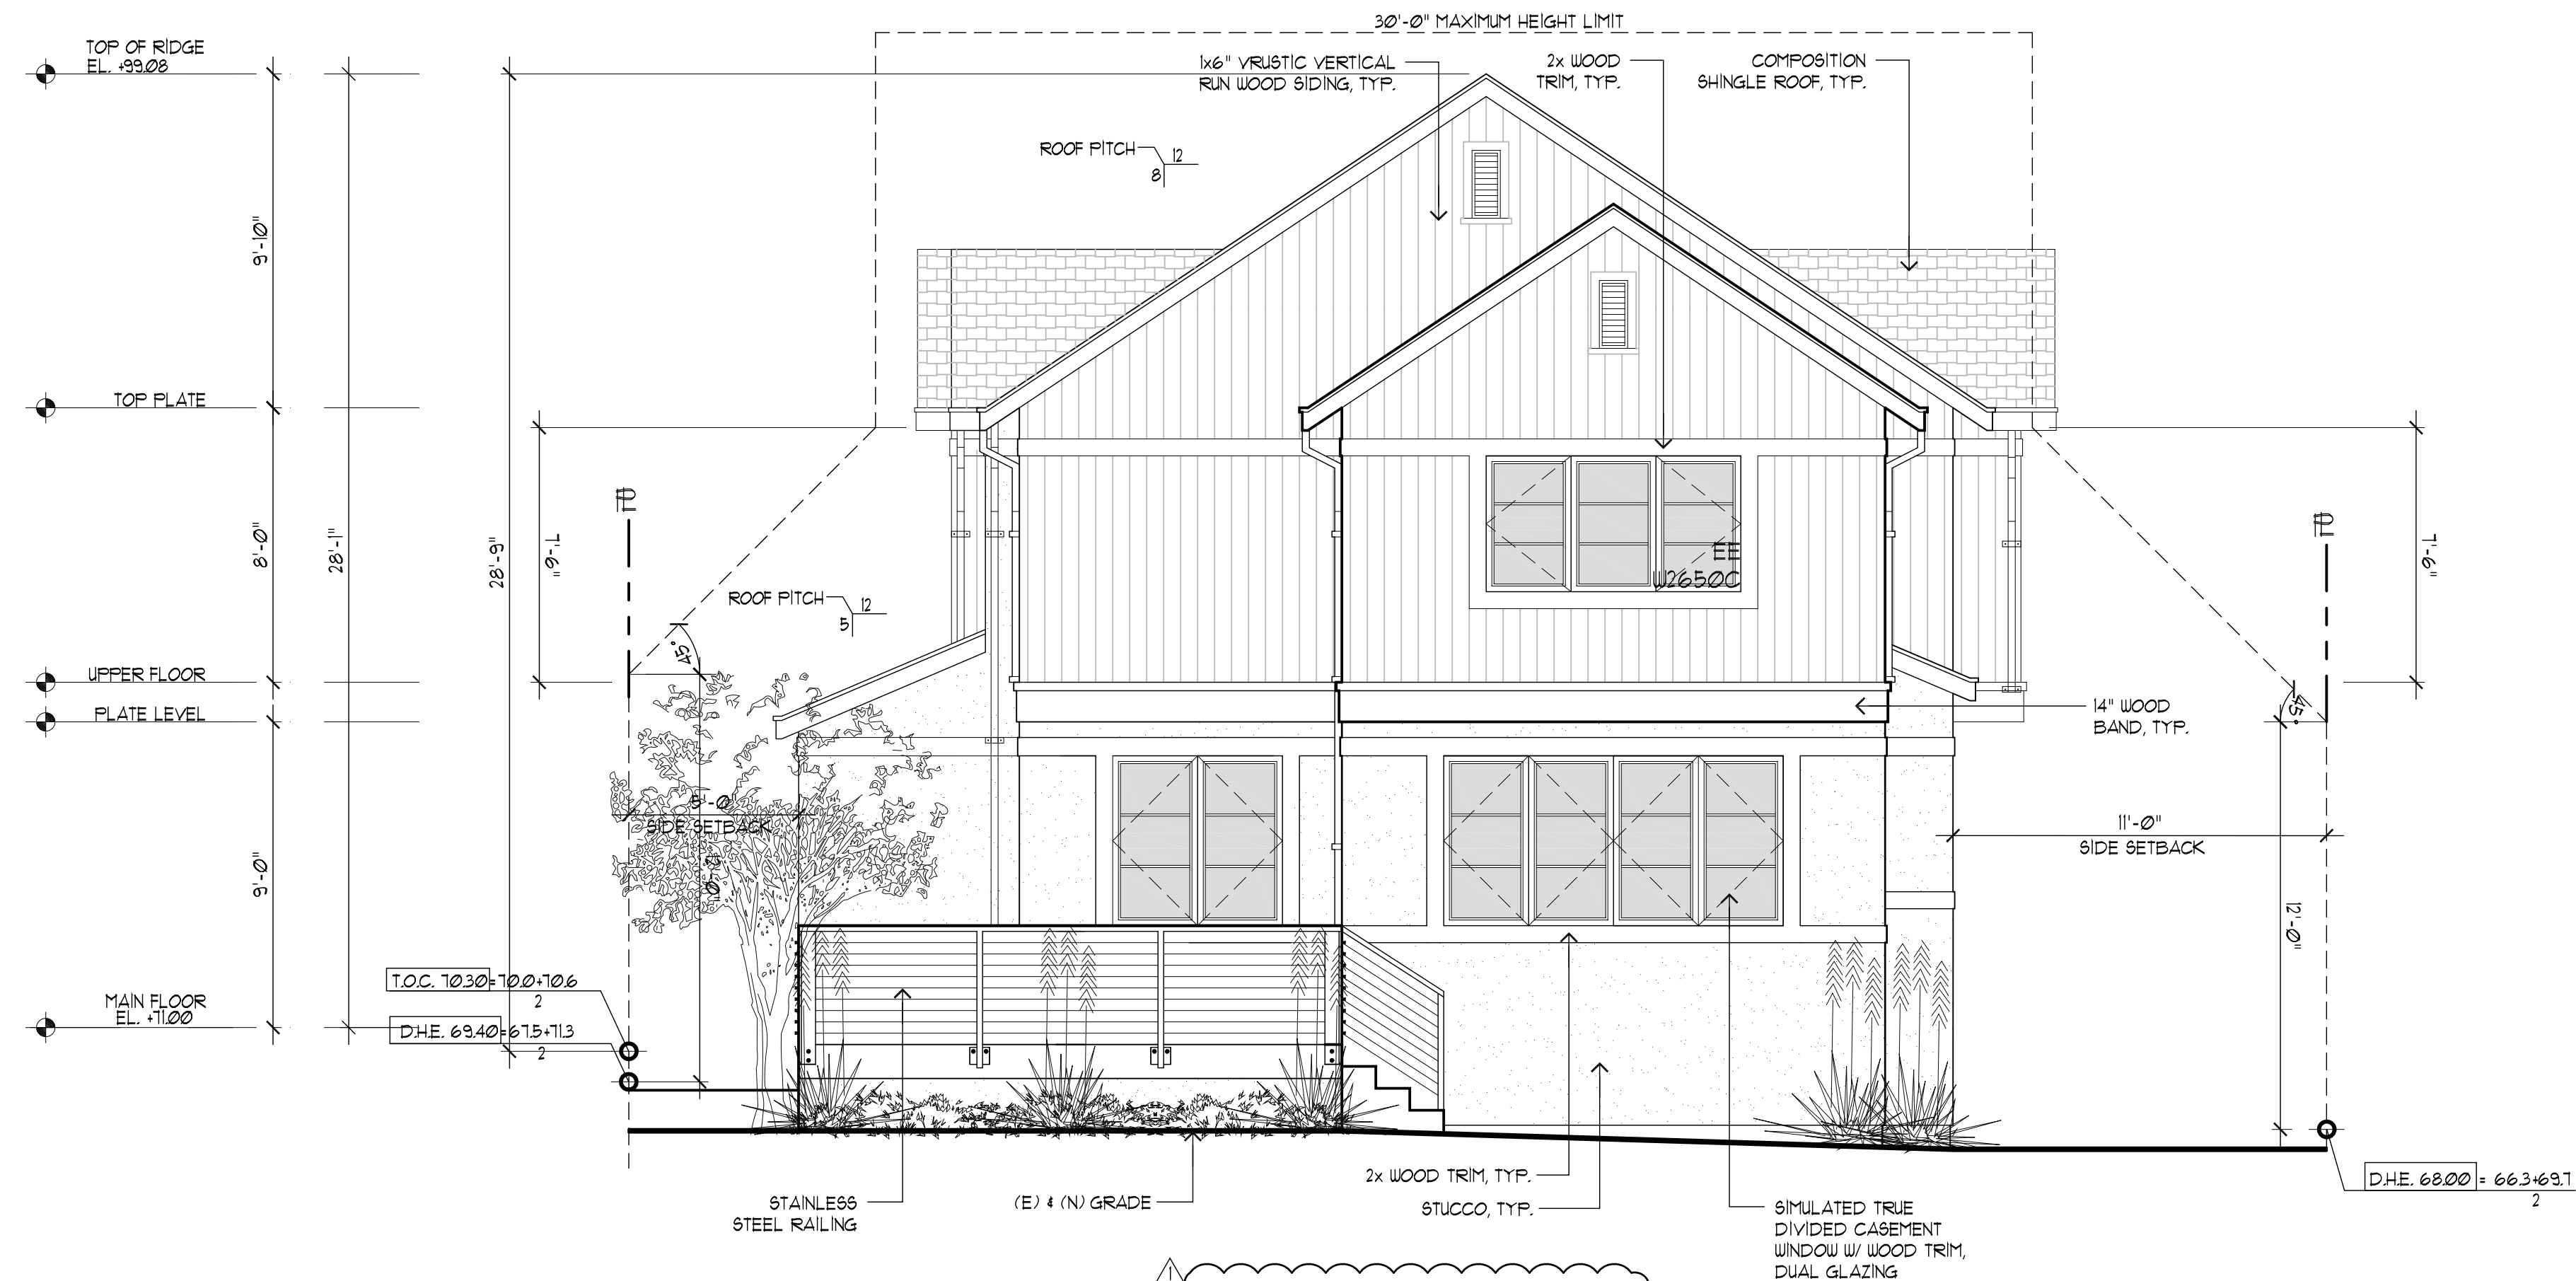 30'-0" MAXIMUM HEIGHT LIMIT
TOP OF RIDGE
EL. +99.08
1x6" VRUSTIC VERTICAL
RUN WOOD SIDING, TYP.
2x WOOD
TRIM, TYP.
COMPOSITION
SHINGLE ROOF, TYP.
ROOF PITCH
12
8
9'-10"
TOP PLATE
8'-0"
28'-1"
28'-9"
7'-6"
7'-6"
PL
PL
EE
W2650C
ROOF PITCH
12
5
45°
45°
UPPER FLOOR
PLATE LEVEL
14" WOOD
BAND, TYP.
5'-0"
SIDE SETBACK
11'-0"
SIDE SETBACK
9'-0"
12'-0"
12'-0"
T.O.C. 70.30=70.0+70.6
2
MAIN FLOOR
EL. +71.00
D.H.E. 69.40=67.5+71.3
2
D.H.E. 68.00 = 66.3+69.7
2
STAINLESS
STEEL RAILING
(E) & (N) GRADE
2x WOOD TRIM, TYP.
STUCCO, TYP.
SIMULATED TRUE
DIVIDED CASEMENT
WINDOW W/ WOOD TRIM,
DUAL GLAZING
1